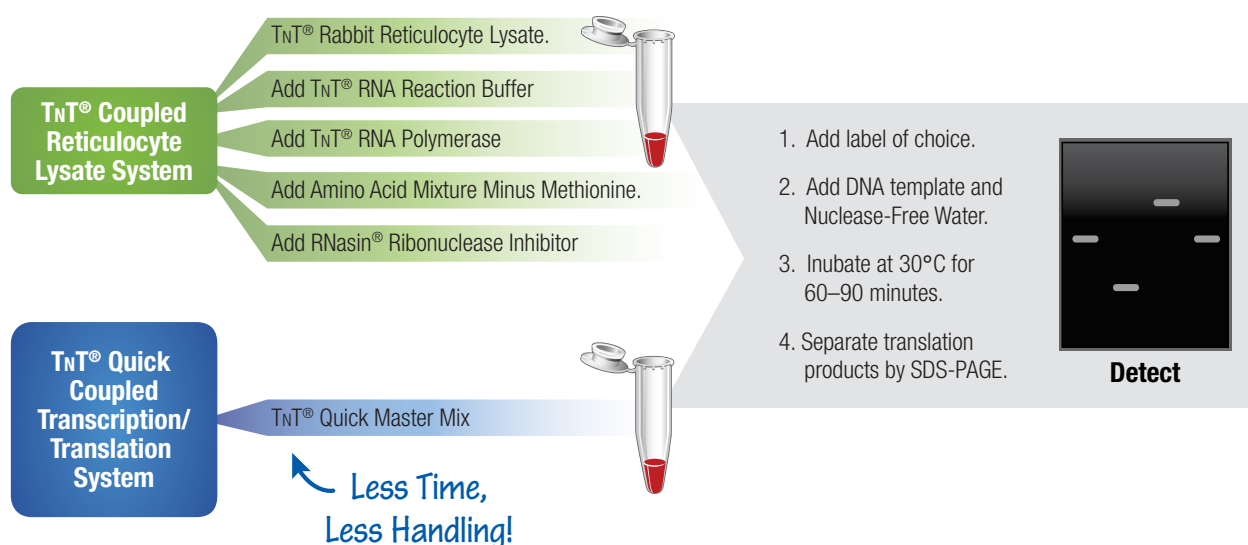 TNT® Coupled
Reticulocyte
Lysate System
TNT® Rabbit Reticulocyte Lysate.
Add TNT® RNA Reaction Buffer
Add TNT® RNA Polymerase
Add Amino Acid Mixture Minus Methionine.
Add RNasin® Ribonuclease Inhibitor
TNT® Quick
Coupled
Transcription/
Translation
System
TNT® Quick Master Mix
Less Time,
Less Handling!
1. Add label of choice.
2. Add DNA template and
Nuclease-Free Water.
3. Inubate at 30°C for
60–90 minutes.
4. Separate translation
products by SDS-PAGE.
Detect